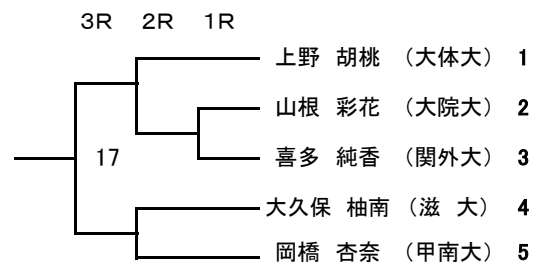 3R 2R 1R
上野 胡桃 （大体大） 1
山根 彩花 （大院大） 2
17 喜多 純香 （関外大） 3
大久保 柚南 （滋 大） 4
岡橋 杏奈 （甲南大） 5